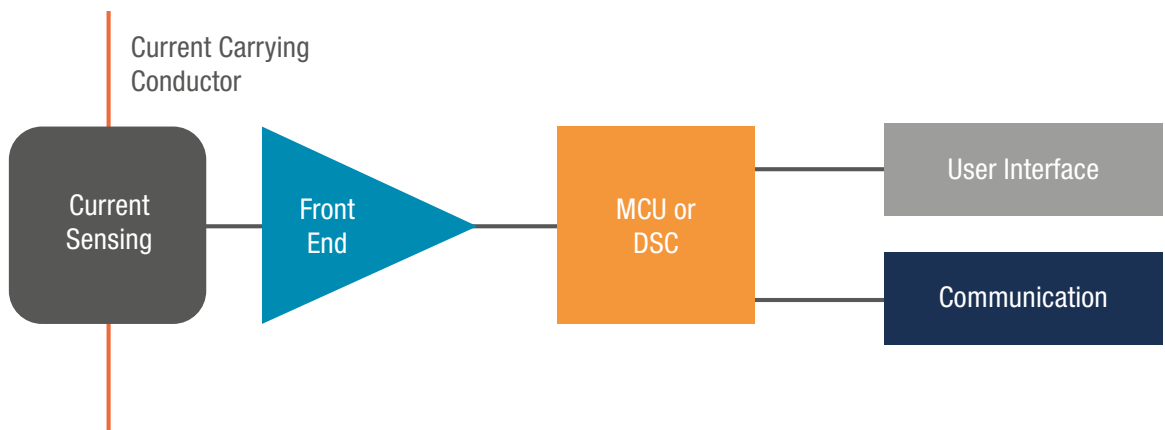 Current Carrying
Conductor
Current
Sensing
Front
End
MCU or
DSC
User Interface
Communication